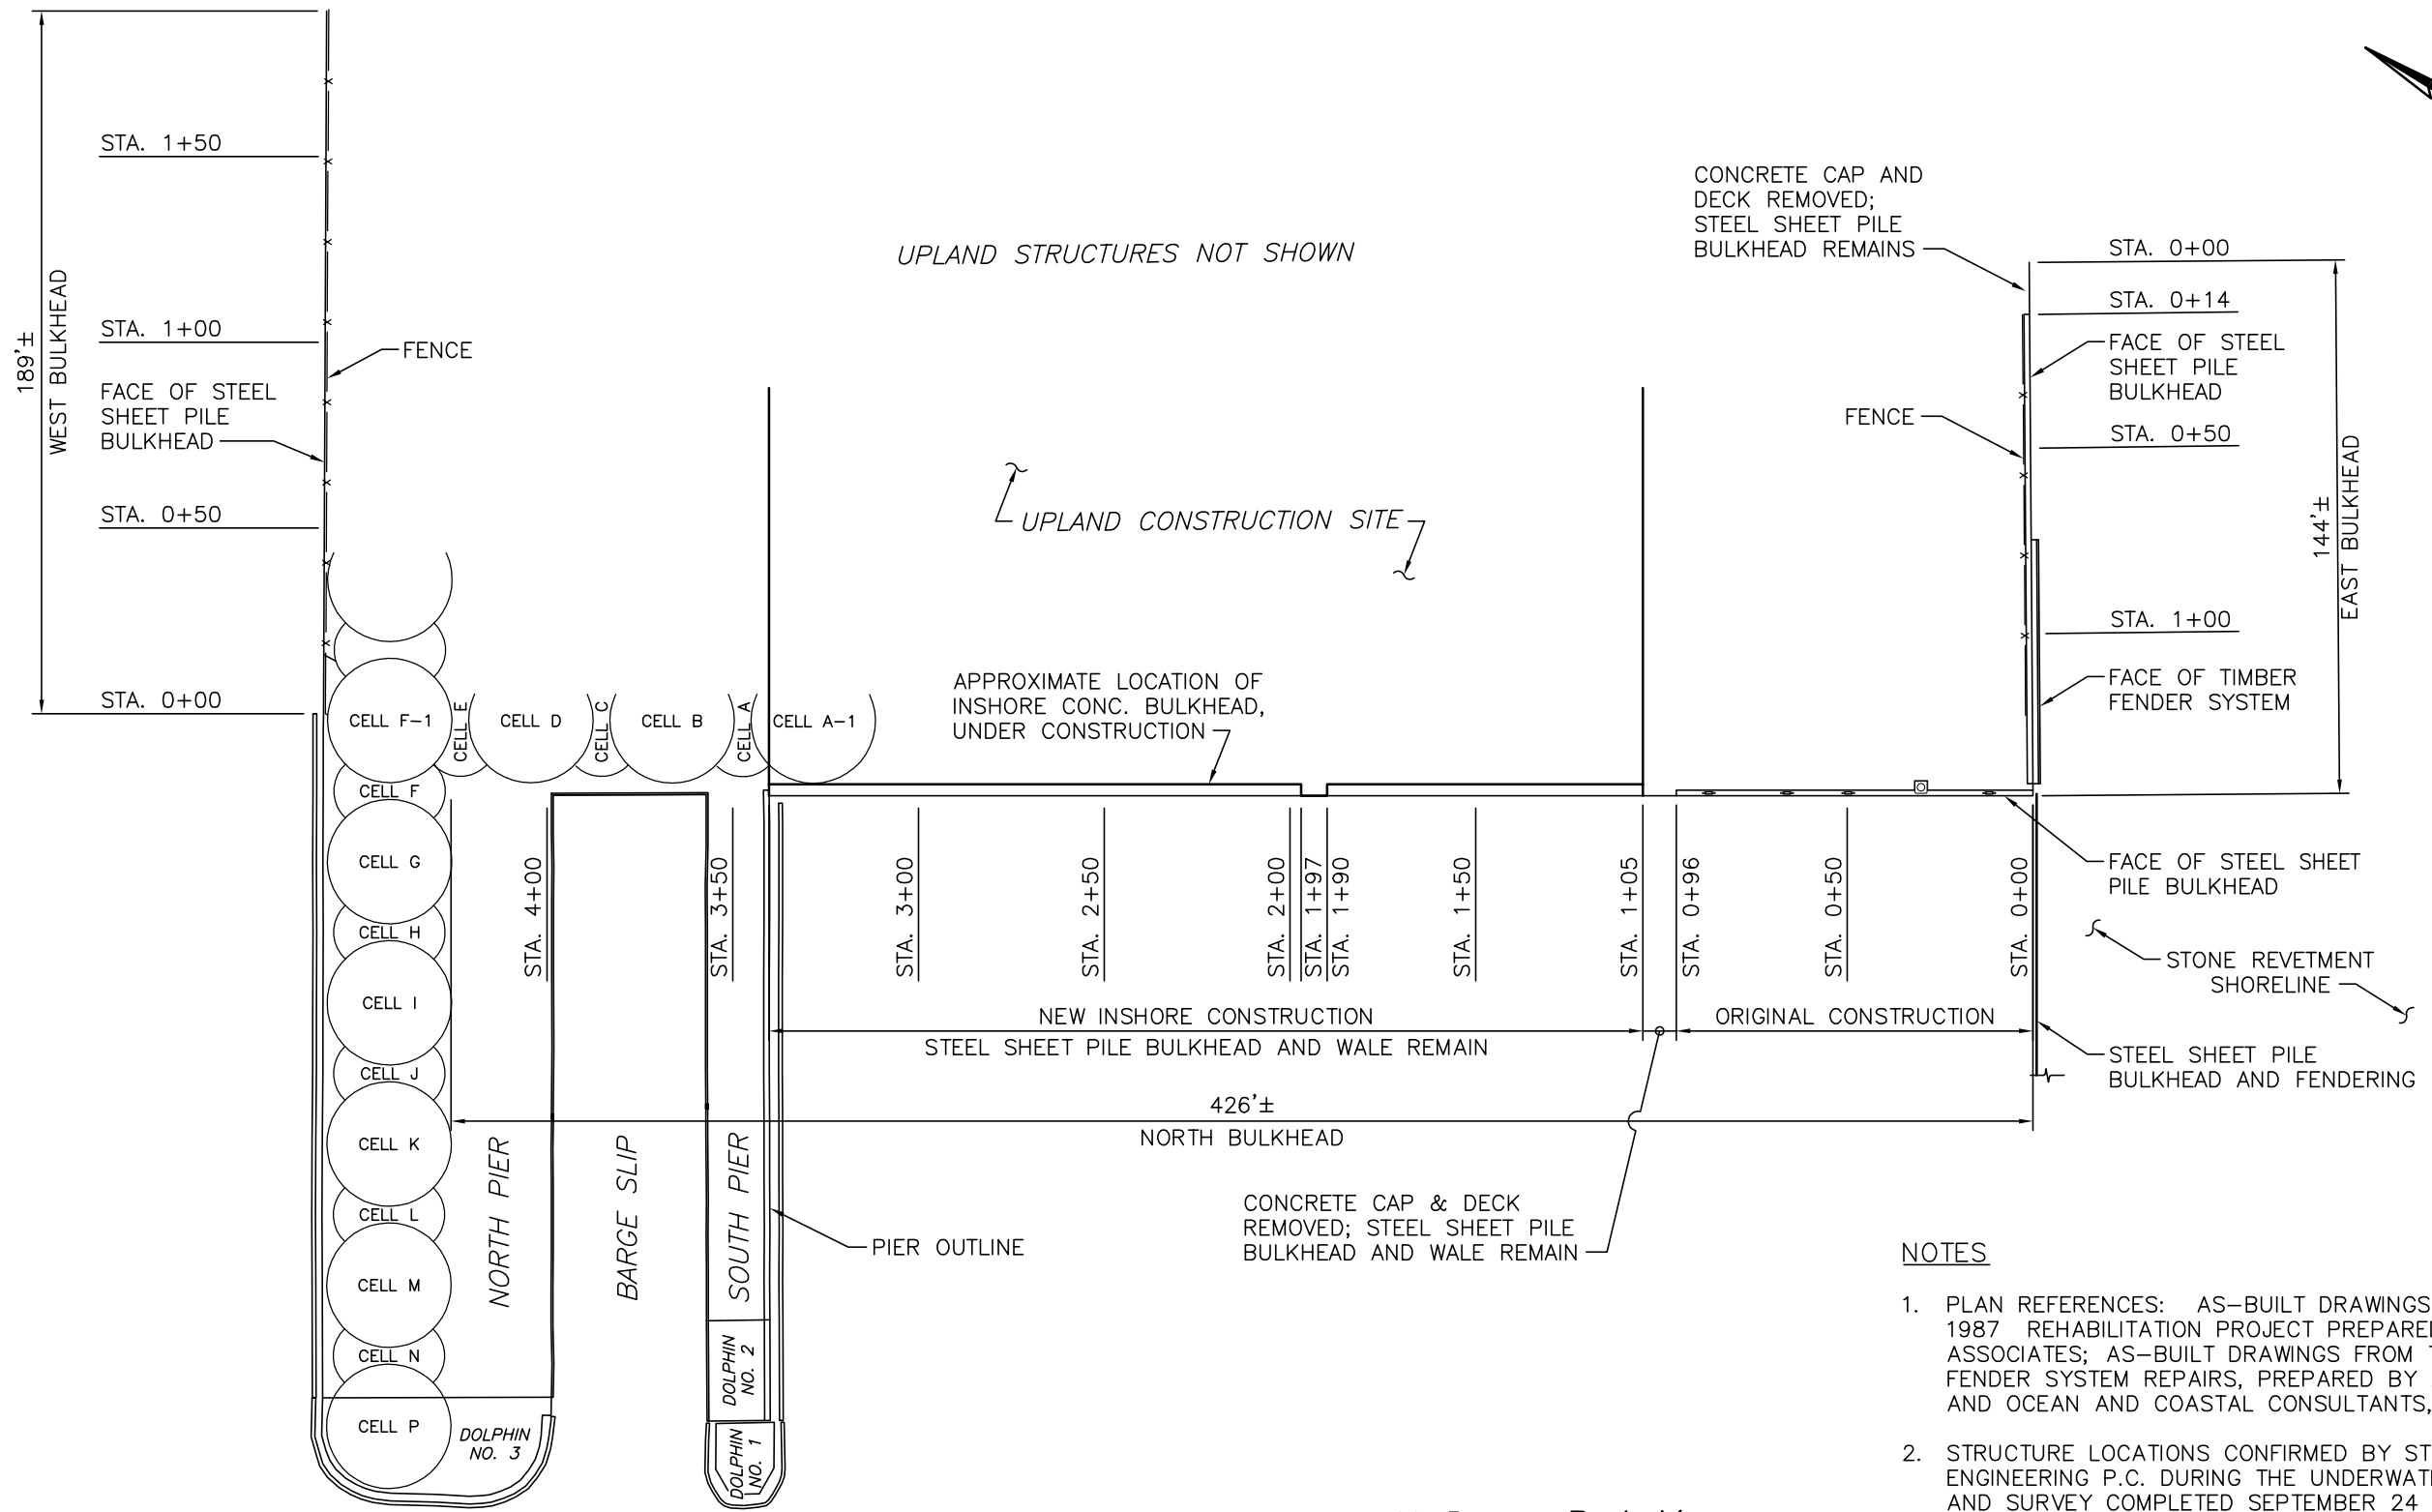 189'±
WEST BULKHEAD
STA. 1+50
STA. 1+00
FENCE
FACE OF STEEL
SHEET PILE
BULKHEAD
STA. 0+50
STA. 0+00
UPLAND STRUCTURES NOT SHOWN
UPLAND CONSTRUCTION SITE
APPROXIMATE LOCATION OF
INSHORE CONC. BULKHEAD,
UNDER CONSTRUCTION
CONCRETE CAP AND
DECK REMOVED;
STEEL SHEET PILE
BULKHEAD REMAINS
FENCE
STA. 0+00
STA. 0+14
FACE OF STEEL
SHEET PILE
BULKHEAD
STA. 0+50
144'±
EAST BULKHEAD
STA. 1+00
FACE OF TIMBER
FENDER SYSTEM
CELL F-1
CELL E
CELL D
CELL C
CELL B
CELL A
CELL A-1
CELL F
CELL G
CELL H
CELL I
CELL J
CELL K
CELL L
CELL M
CELL N
CELL P
STA. 4+00
STA. 3+50
STA. 3+00
STA. 2+50
STA. 2+00
STA. 1+97
STA. 1+90
STA. 1+50
STA. 1+05
STA. 0+96
STA. 0+50
STA. 0+00
FACE OF STEEL SHEET
PILE BULKHEAD
STONE REVETMENT
SHORELINE
STEEL SHEET PILE
BULKHEAD AND FENDERING
NEW INSHORE CONSTRUCTION
STEEL SHEET PILE BULKHEAD AND WALE REMAIN
ORIGINAL CONSTRUCTION
426'±
NORTH BULKHEAD
NORTH PIER
BARGE SLIP
SOUTH PIER
PIER OUTLINE
CONCRETE CAP & DECK
REMOVED; STEEL SHEET PILE
BULKHEAD AND WALE REMAIN
DOLPHIN
NO. 2
DOLPHIN
NO. 1
DOLPHIN
NO. 3
NOTES
1. PLAN REFERENCES: AS-BUILT DRAWINGS
1987 REHABILITATION PROJECT PREPARED
ASSOCIATES; AS-BUILT DRAWINGS FROM
FENDER SYSTEM REPAIRS, PREPARED BY
AND OCEAN AND COASTAL CONSULTANTS,
2. STRUCTURE LOCATIONS CONFIRMED BY
ENGINEERING P.C. DURING THE
AND SURVEY COMPLETED SEPTEMBER 24